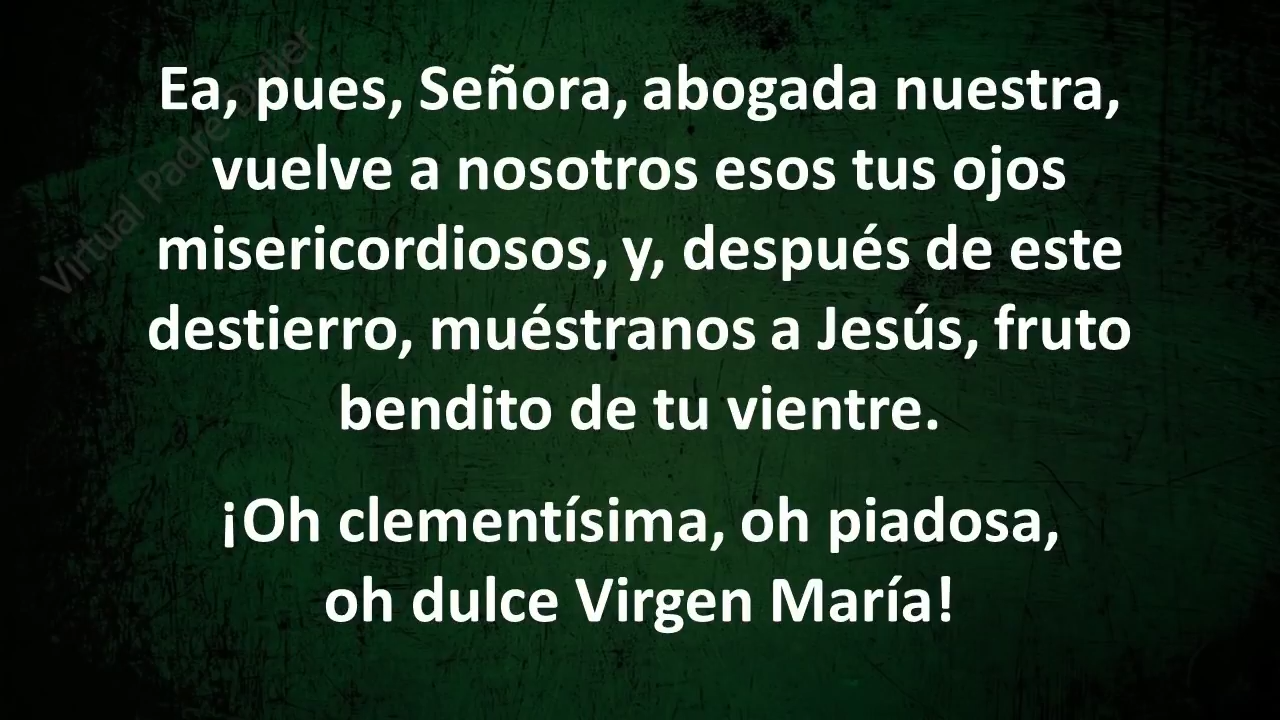 Ea, pues, Señora, abogada nuestra,
vuelve a nosotros esos tus ojos
misericordiosos, y, después de este
destierro, muéstranos a Jesús, fruto
bendito de tu vientre.
¡Oh clementísima, oh piadosa,
oh dulce Virgen María!
Virtual Padre